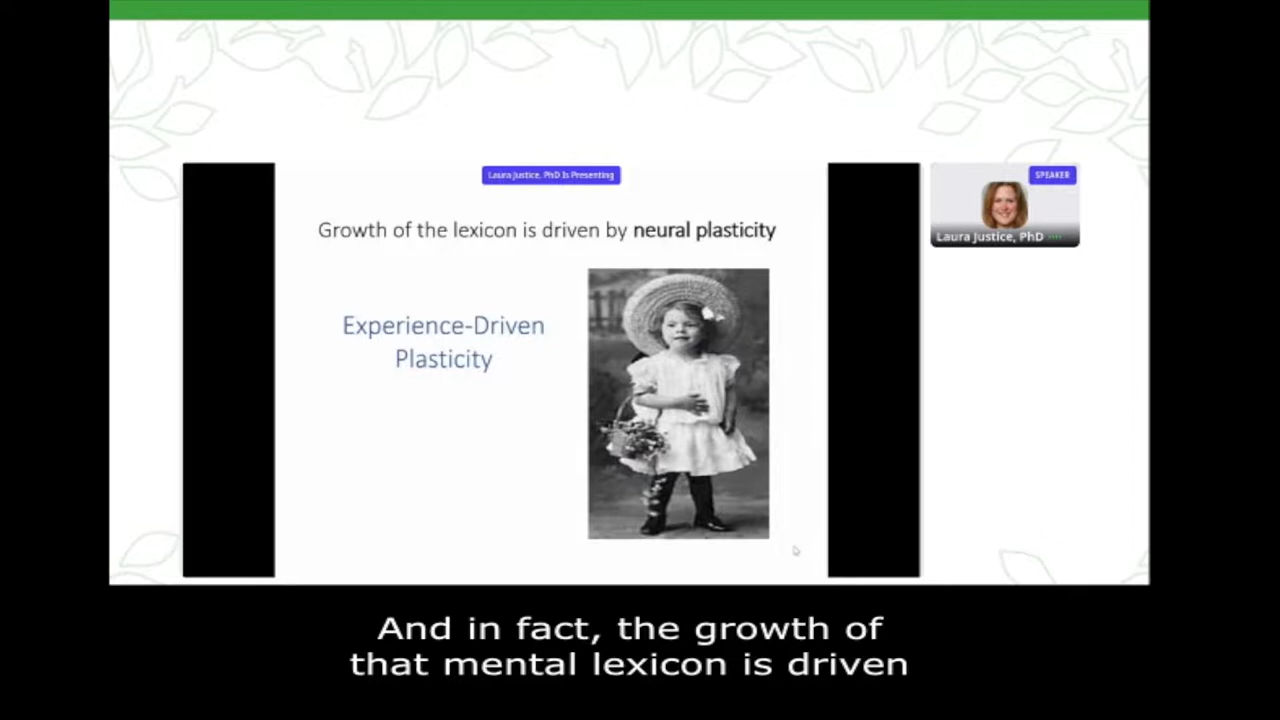 Laura Justice, PhD Is Presenting
SPEAKER
Laura Justice, PhD
Growth of the lexicon is driven by neural plasticity
Experience-Driven
Plasticity
And in fact, the growth of
that mental lexicon is driven